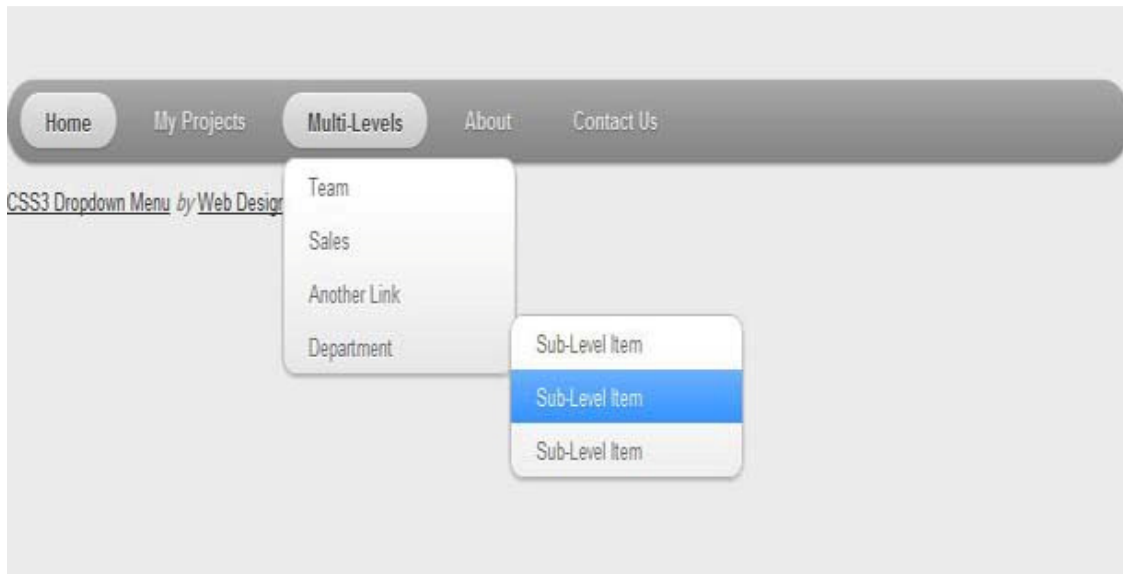 Home My Projects Multi-Levels About Contact Us
CSS3 Dropdown Menu by Web Design
Team
Sales
Another Link
Department
Sub-Level Item
Sub-Level Item
Sub-Level Item